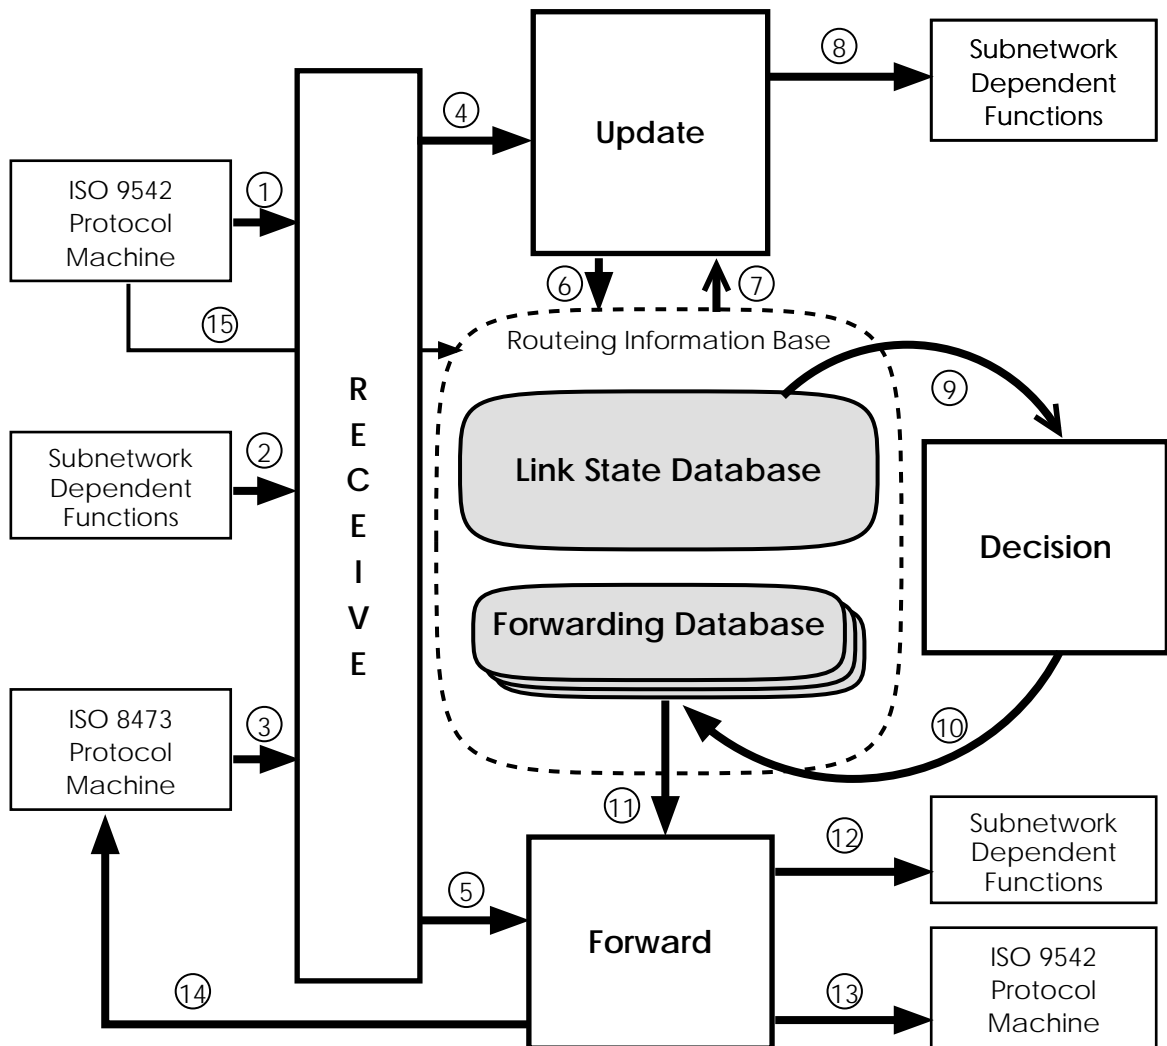 8
Subnetwork
Dependent
Functions
4
Update
ISO 9542
Protocol
Machine
1
6
7
15
Routeing Information Base
R
E
C
E
I
V
E
9
2
Subnetwork
Dependent
Functions
Link State Database
Decision
Forwarding Database
ISO 8473
Protocol
Machine
3
10
11
12
Subnetwork
Dependent
Functions
5
Forward
14
13
ISO 9542
Protocol
Machine